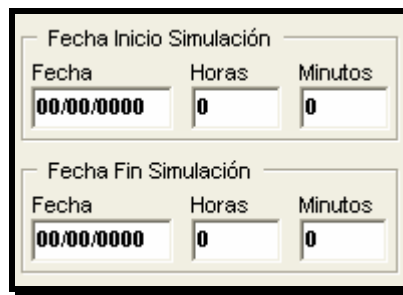 Fecha Inicio Simulación
Fecha Horas Minutos
00/00/0000 0 0
Fecha Fin Simulación
Fecha Horas Minutos
00/00/0000 0 0